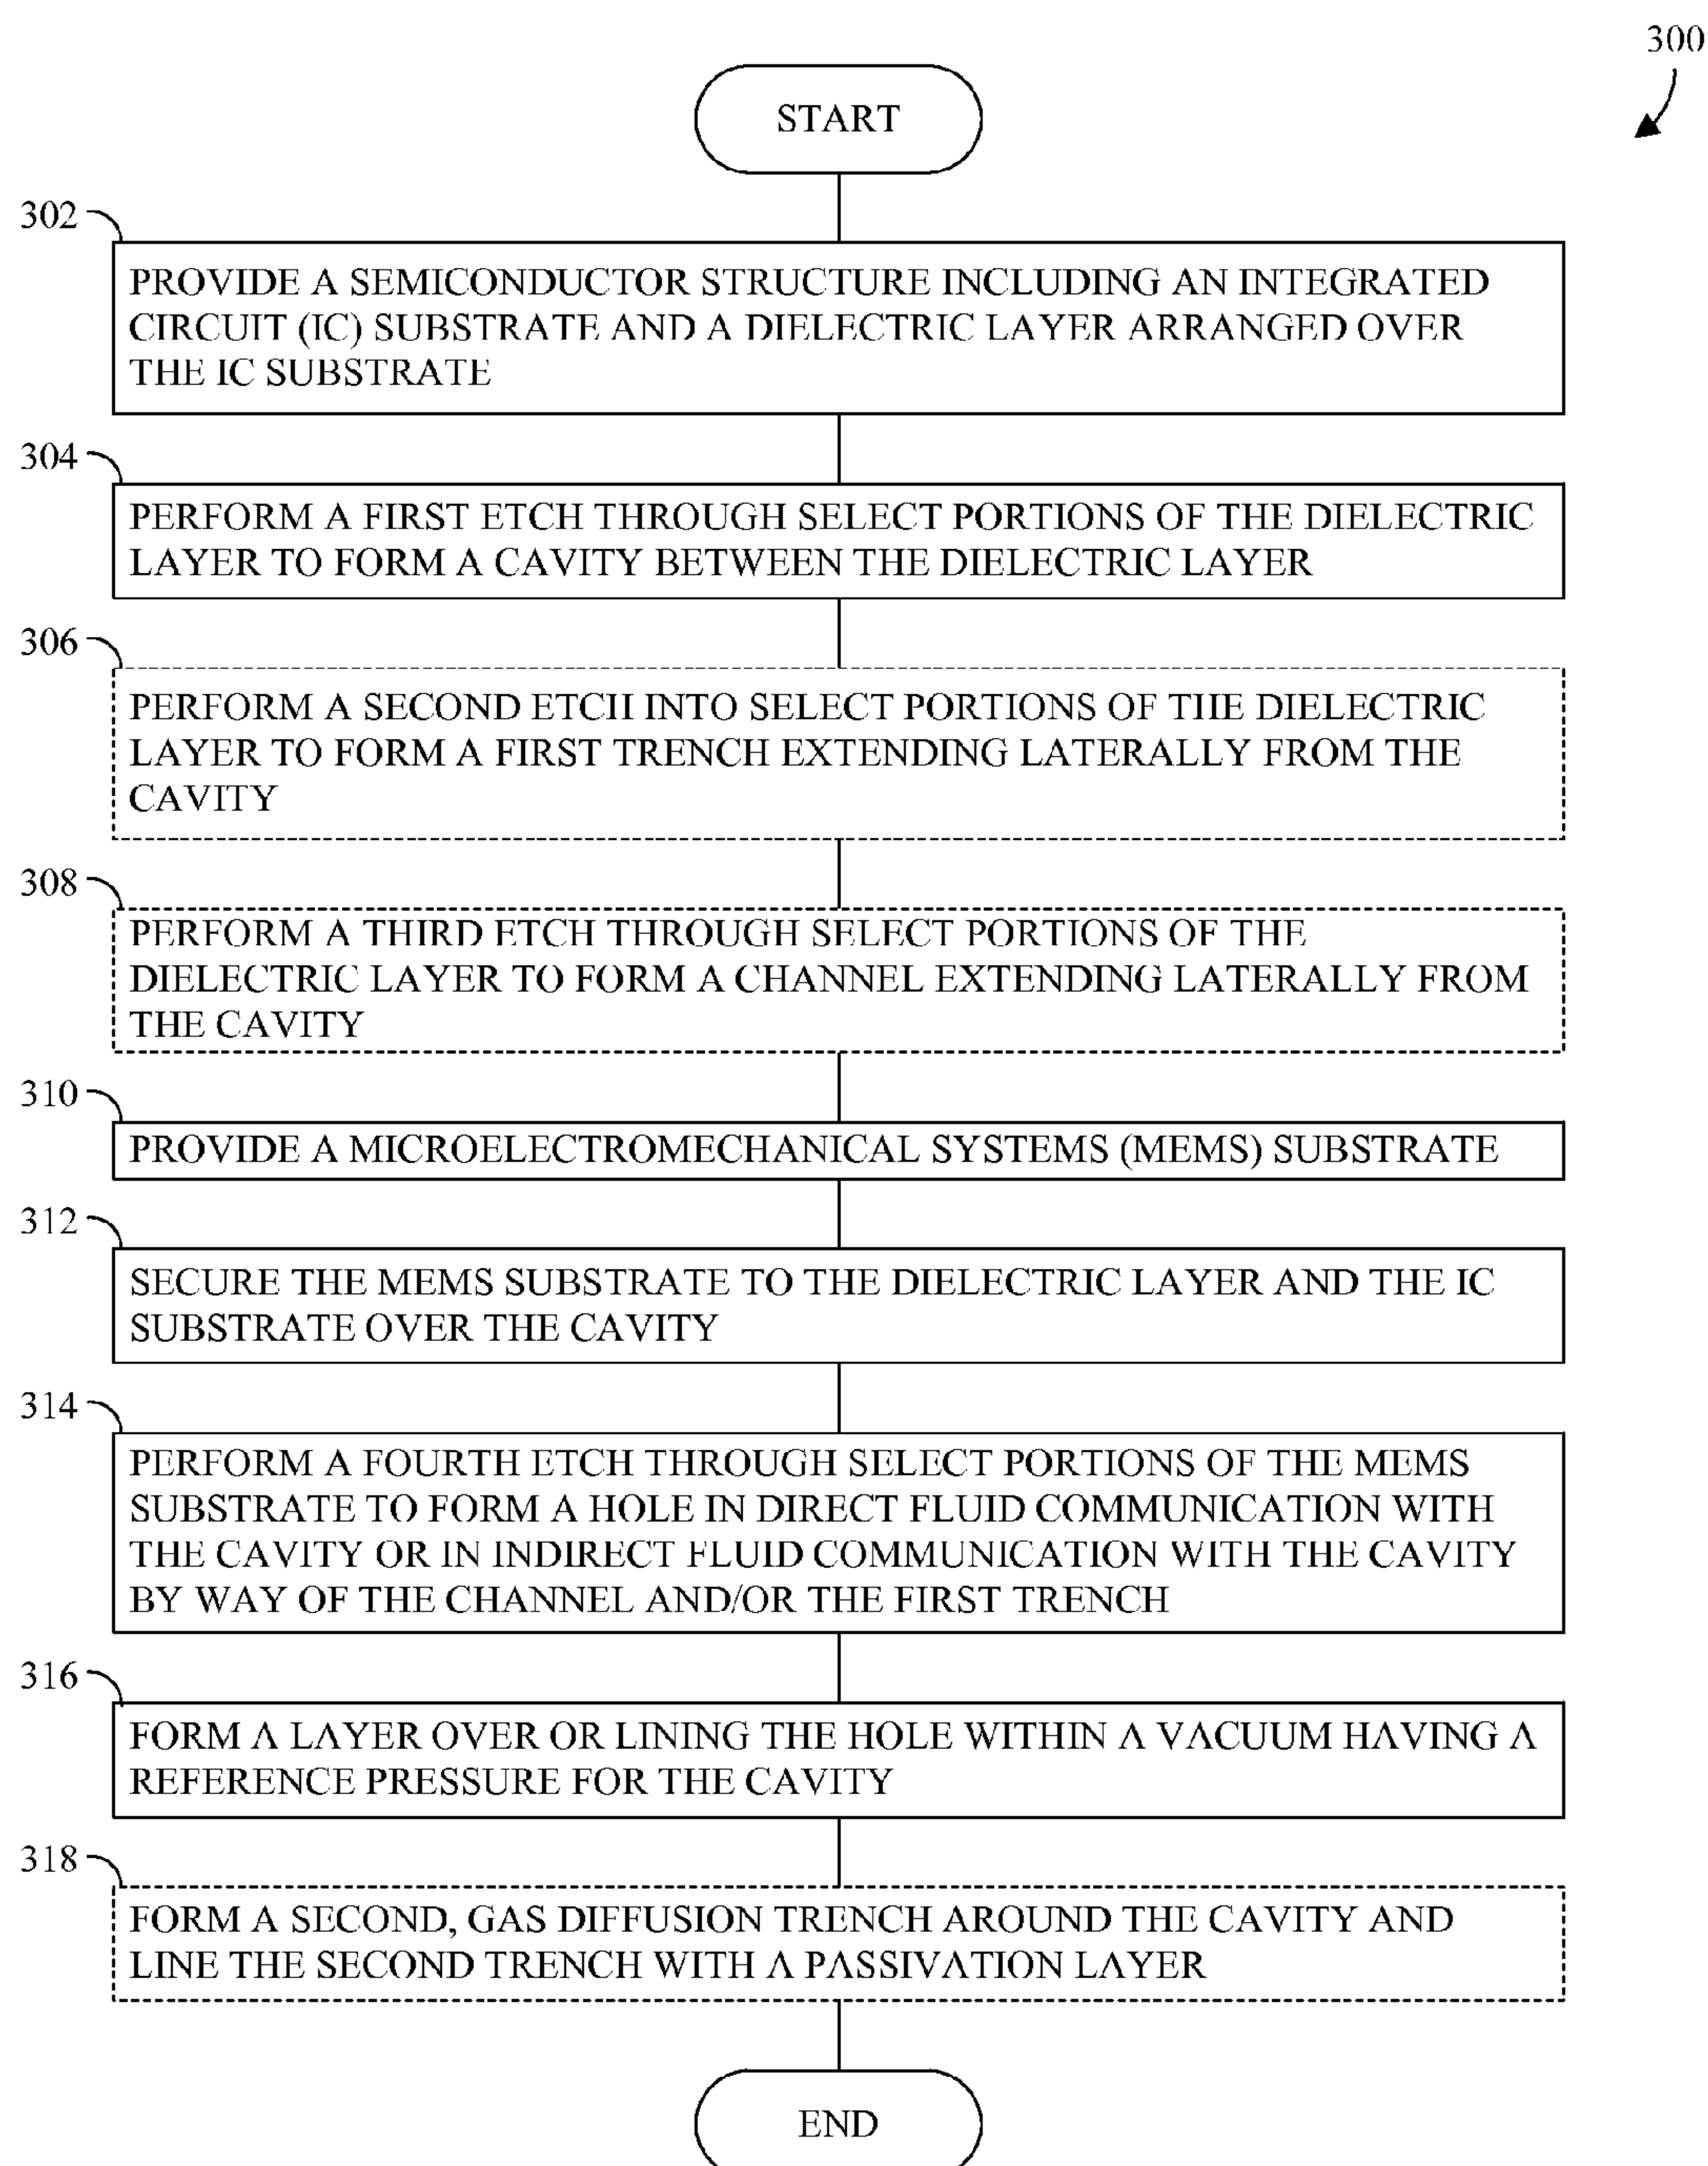 300
START
302
PROVIDE A SEMICONDUCTOR STRUCTURE INCLUDING AN INTEGRATED
CIRCUIT (IC) SUBSTRATE AND A DIELECTRIC LAYER ARRANGED OVER
THE IC SUBSTRATE
304
PERFORM A FIRST ETCH THROUGH SELECT PORTIONS OF THE DIELECTRIC
LAYER TO FORM A CAVITY BETWEEN THE DIELECTRIC LAYER
306
PERFORM A SECOND ETCH INTO SELECT PORTIONS OF THE DIELECTRIC
LAYER TO FORM A FIRST TRENCH EXTENDING LATERALLY FROM THE
CAVITY
308
PERFORM A THIRD ETCH THROUGH SELECT PORTIONS OF THE
DIELECTRIC LAYER TO FORM A CHANNEL EXTENDING LATERALLY FROM
THE CAVITY
310
PROVIDE A MICROELECTROMECHANICAL SYSTEMS (MEMS) SUBSTRATE
312
SECURE THE MEMS SUBSTRATE TO THE DIELECTRIC LAYER AND THE IC
SUBSTRATE OVER THE CAVITY
314
PERFORM A FOURTH ETCH THROUGH SELECT PORTIONS OF THE MEMS
SUBSTRATE TO FORM A HOLE IN DIRECT FLUID COMMUNICATION WITH
THE CAVITY OR IN INDIRECT FLUID COMMUNICATION WITH THE CAVITY
BY WAY OF THE CHANNEL AND/OR THE FIRST TRENCH
316
FORM A LAYER OVER OR LINING THE HOLE WITHIN A VACUUM HAVING A
REFERENCE PRESSURE FOR THE CAVITY
318
FORM A SECOND, GAS DIFFUSION TRENCH AROUND THE CAVITY AND
LINE THE SECOND TRENCH WITH A PASSIVATION LAYER
END